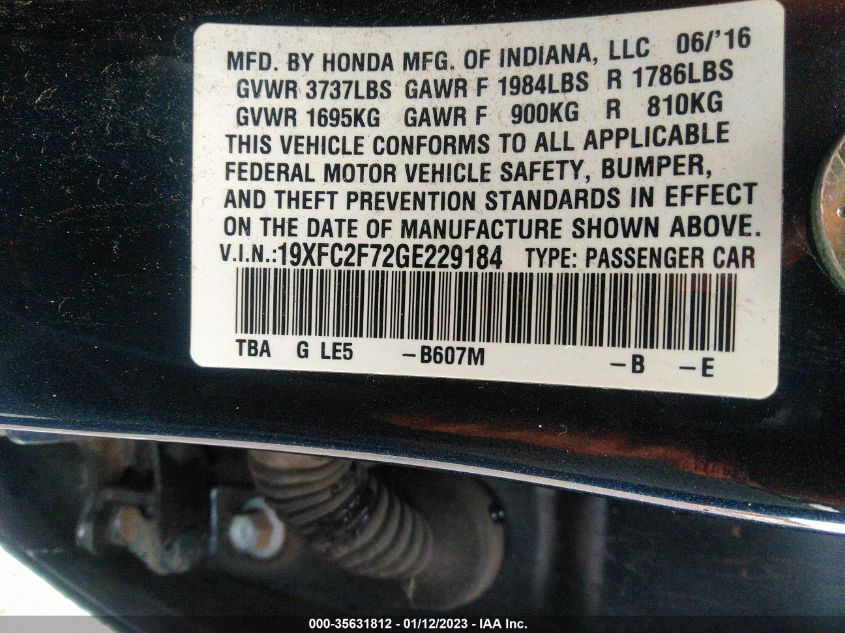 MFD. BY HONDA MFG. OF INDIANA, LLC 06/'16
GVWR 3737LBS GAWR F 1984LBS R 1786LBS
GVWR 1695KG GAWR F 900KG R 810KG
THIS VEHICLE CONFORMS TO ALL APPLICABLE
FEDERAL MOTOR VEHICLE SAFETY, BUMPER,
AND THEFT PREVENTION STANDARDS IN EFFECT
ON THE DATE OF MANUFACTURE SHOWN ABOVE.
V.I.N.:19XFC2F72GE229184 TYPE: PASSENGER CAR
TBA G LE5 -B607M -B -E
000-35631812 - 01/12/2023 - IAA Inc.